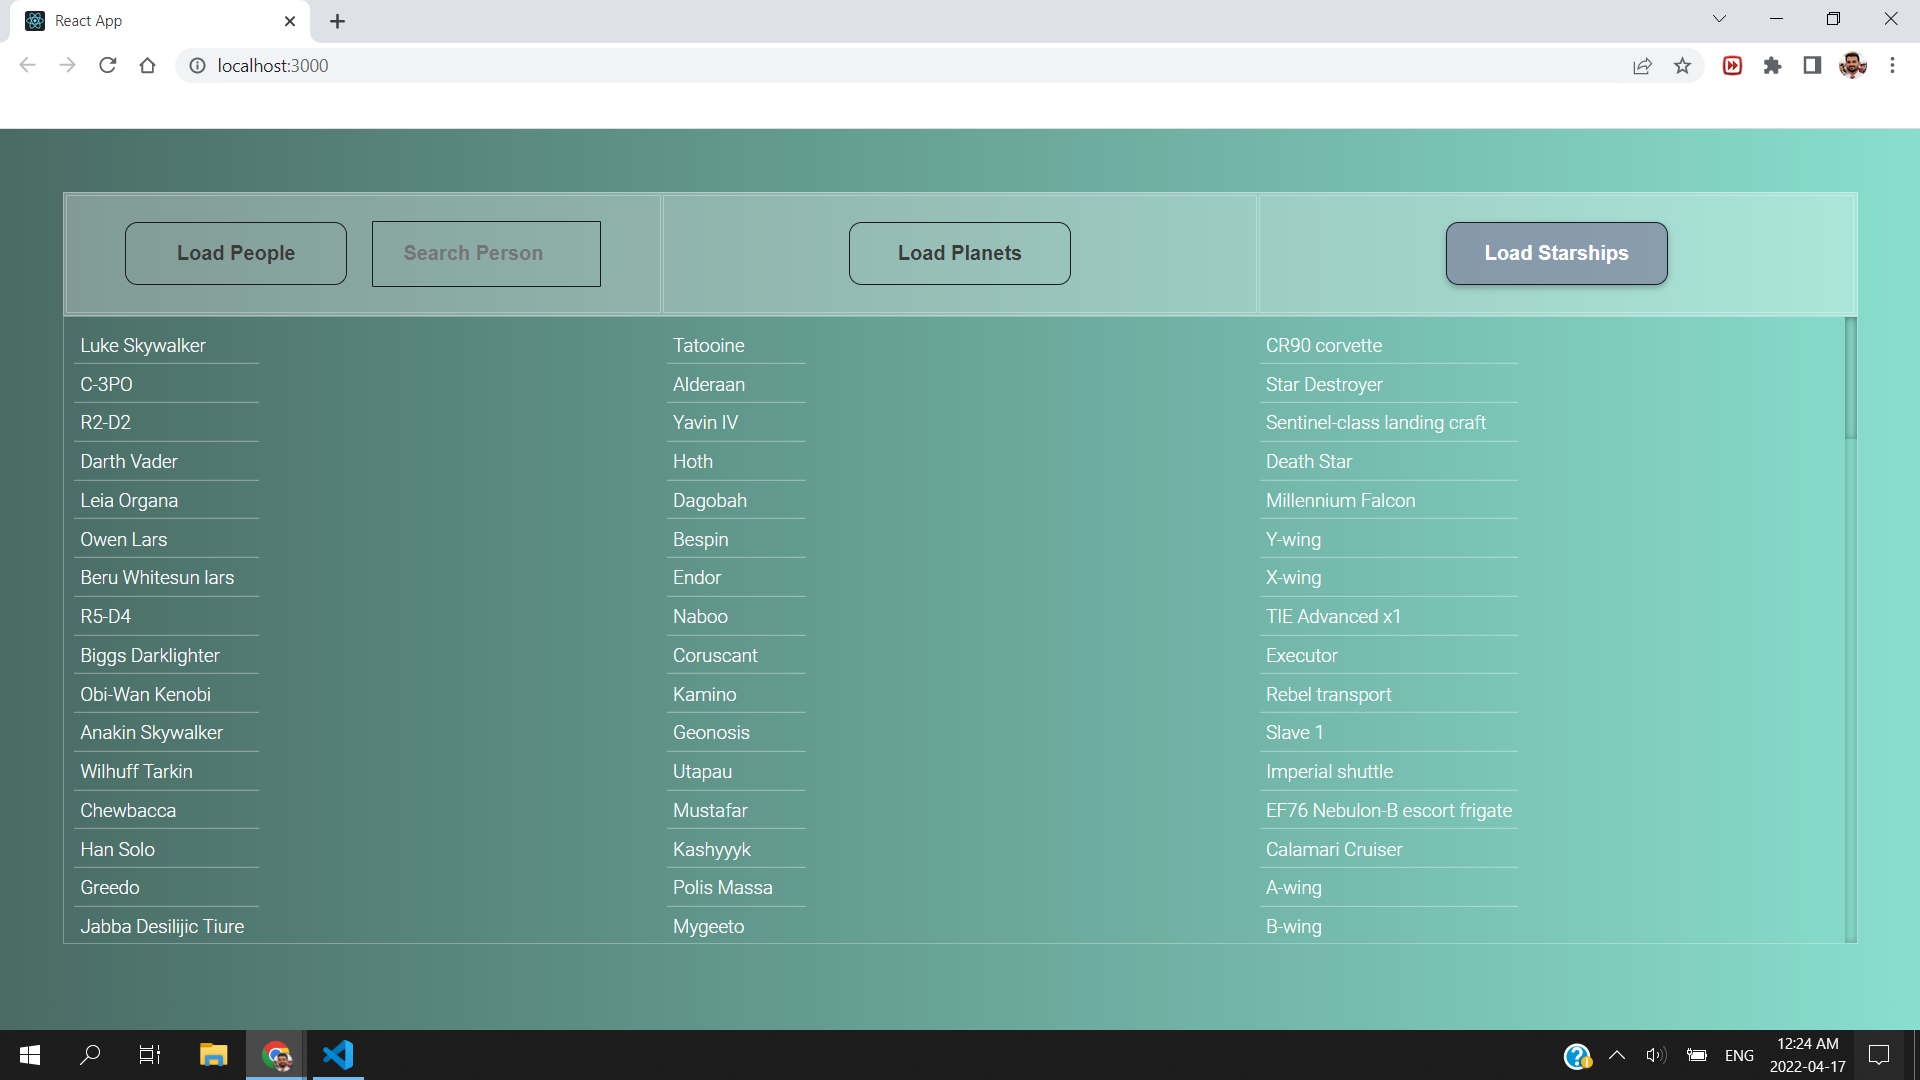 React App
localhost:3000
Load People
Search Person
Load Planets
Load Starships
Luke Skywalker
C-3PO
R2-D2
Darth Vader
Leia Organa
Owen Lars
Beru Whitesun lars
R5-D4
Biggs Darklighter
Obi-Wan Kenobi
Anakin Skywalker
Wilhuff Tarkin
Chewbacca
Han Solo
Greedo
Jabba Desilijic Tiure
Tatooine
Alderaan
Yavin IV
Hoth
Dagobah
Bespin
Endor
Naboo
Coruscant
Kamino
Geonosis
Utapau
Mustafar
Kashyyyk
Polis Massa
Mygeeto
CR90 corvette
Star Destroyer
Sentinel-class landing craft
Death Star
Millennium Falcon
Y-wing
X-wing
TIE Advanced x1
Executor
Rebel transport
Slave 1
Imperial shuttle
EF76 Nebulon-B escort frigate
Calamari Cruiser
A-wing
B-wing
ENG
12:24 AM
2022-04-17